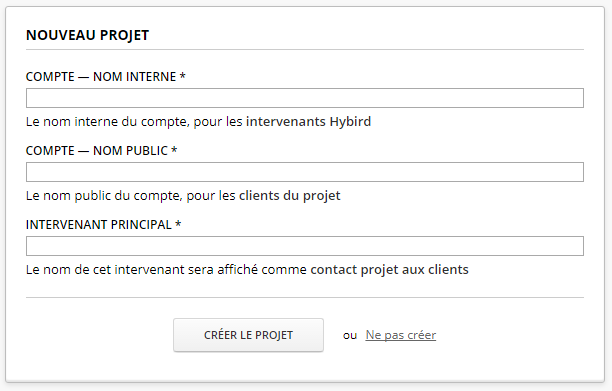 NOUVEAU PROJET
COMPTE — NOM INTERNE *
Le nom interne du compte, pour les intervenants Hybird
COMPTE — NOM PUBLIC *
Le nom public du compte, pour les clients du projet
INTERVENANT PRINCIPAL *
Le nom de cet intervenant sera affiché comme contact projet aux clients
CRÉER LE PROJET ou Ne pas créer